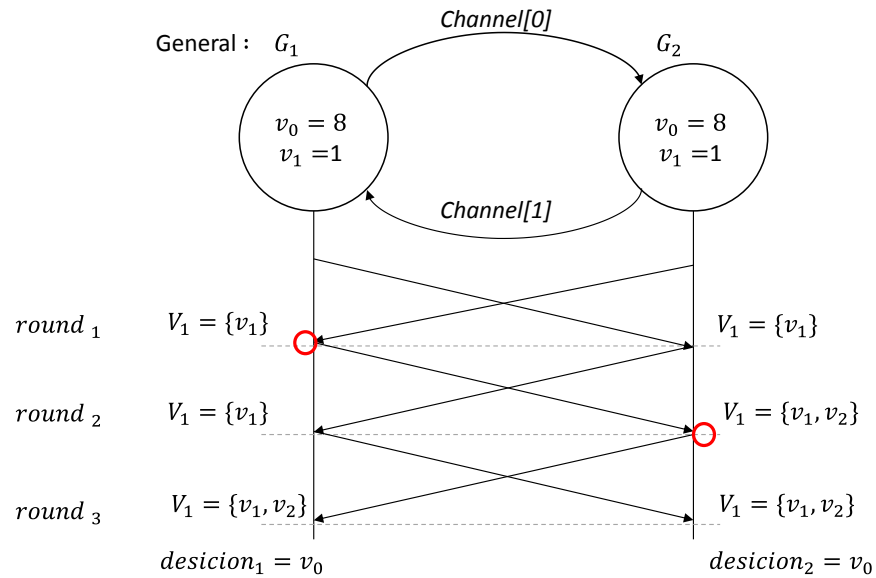 Channel[0]
General : G₁ G₂
v₀ = 8 v₀ = 8
v₁ =1 v₁ =1
Channel[1]
round ₁ V₁ = {v₁} V₁ = {v₁}
round ₂ V₁ = {v₁} V₁ = {v₁, v₂}
round ₃ V₁ = {v₁, v₂} V₁ = {v₁, v₂}
desicion₁ = v₀ desicion₂ = v₀